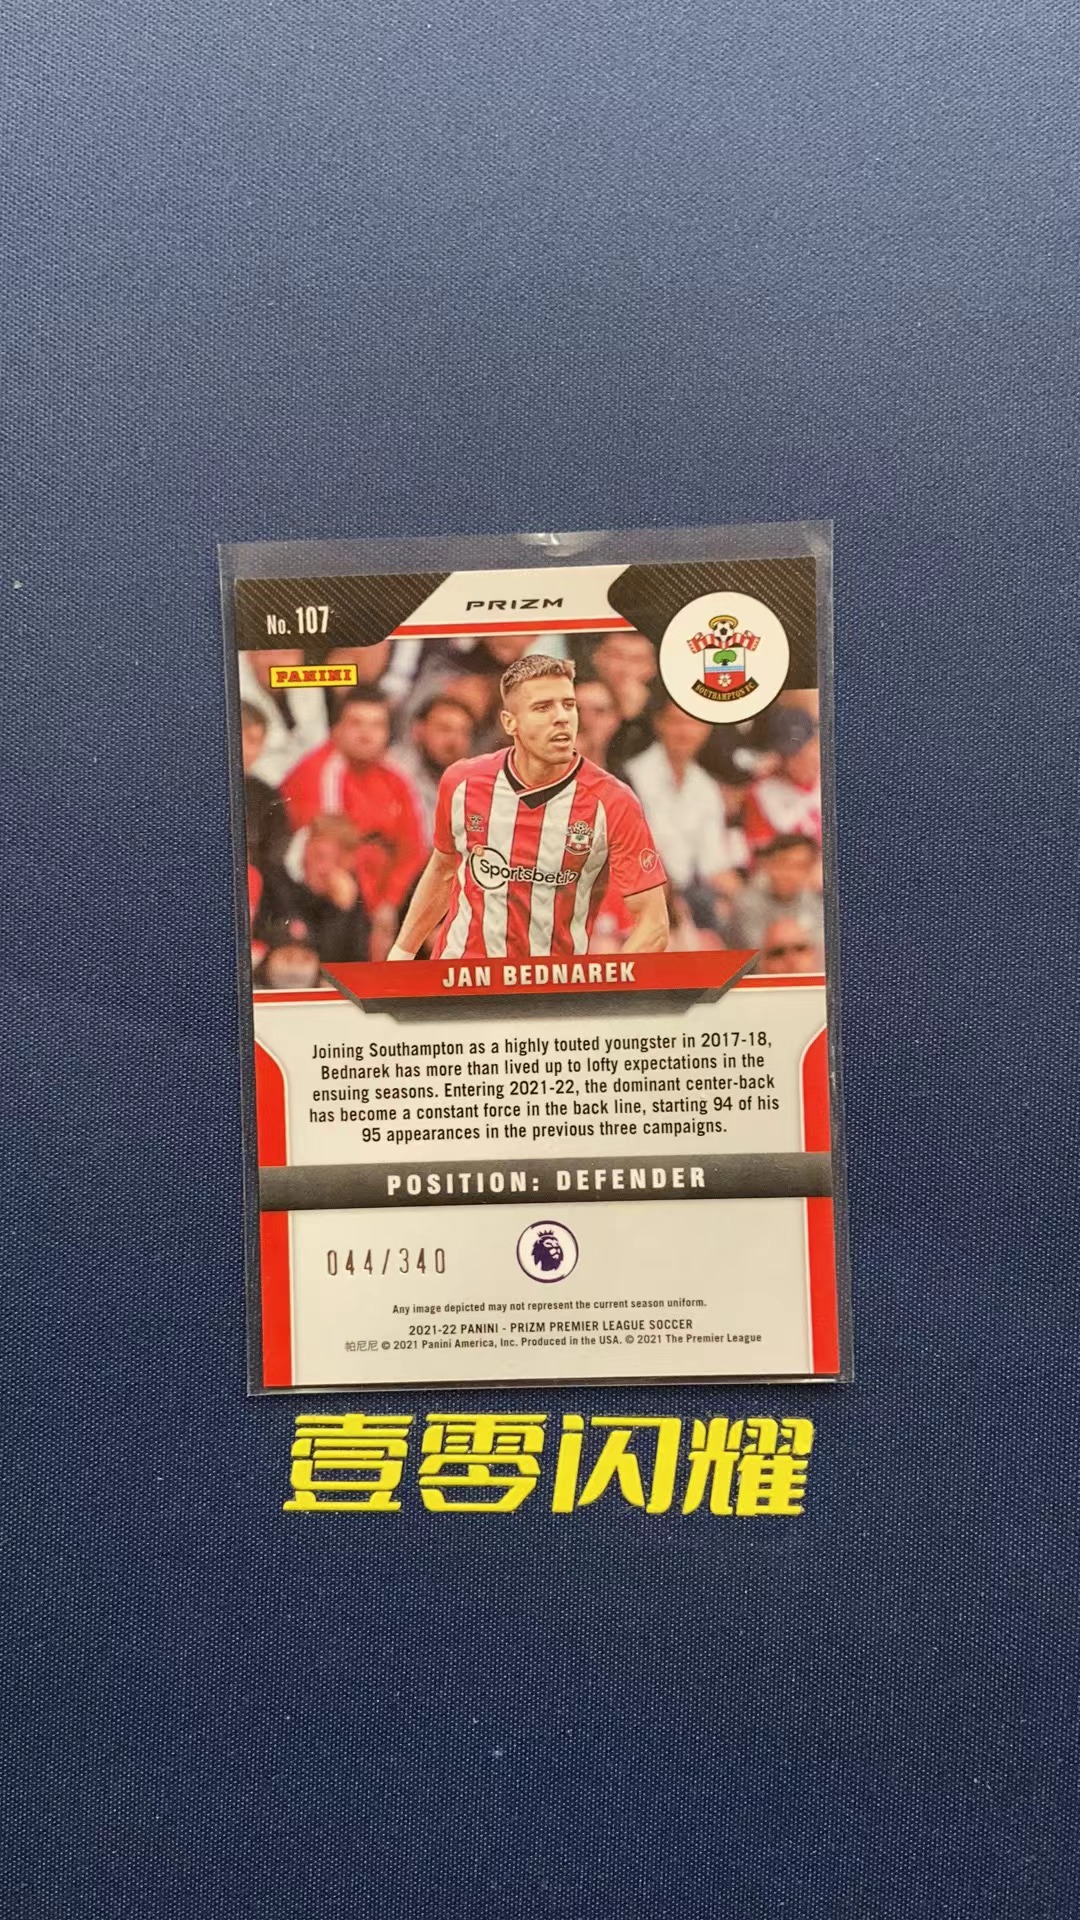 No. 107
PRIZM
PANINI
SOUTHAMPTON FC
Sportsbet.io
JAN BEDNAREK
Joining Southampton as a highly touted youngster in 2017-18,
Bednarek has more than lived up to lofty expectations in the
ensuing seasons. Entering 2021-22, the dominant center-back
has become a constant force in the back line, starting 94 of his
95 appearances in the previous three campaigns.
POSITION: DEFENDER
044/340
Any image depicted may not represent the current season uniform.
2021-22 PANINI - PRIZM PREMIER LEAGUE SOCCER
帕尼尼 © 2021 Panini America, Inc. Produced in the USA. © 2021 The Premier League
壹零闪耀